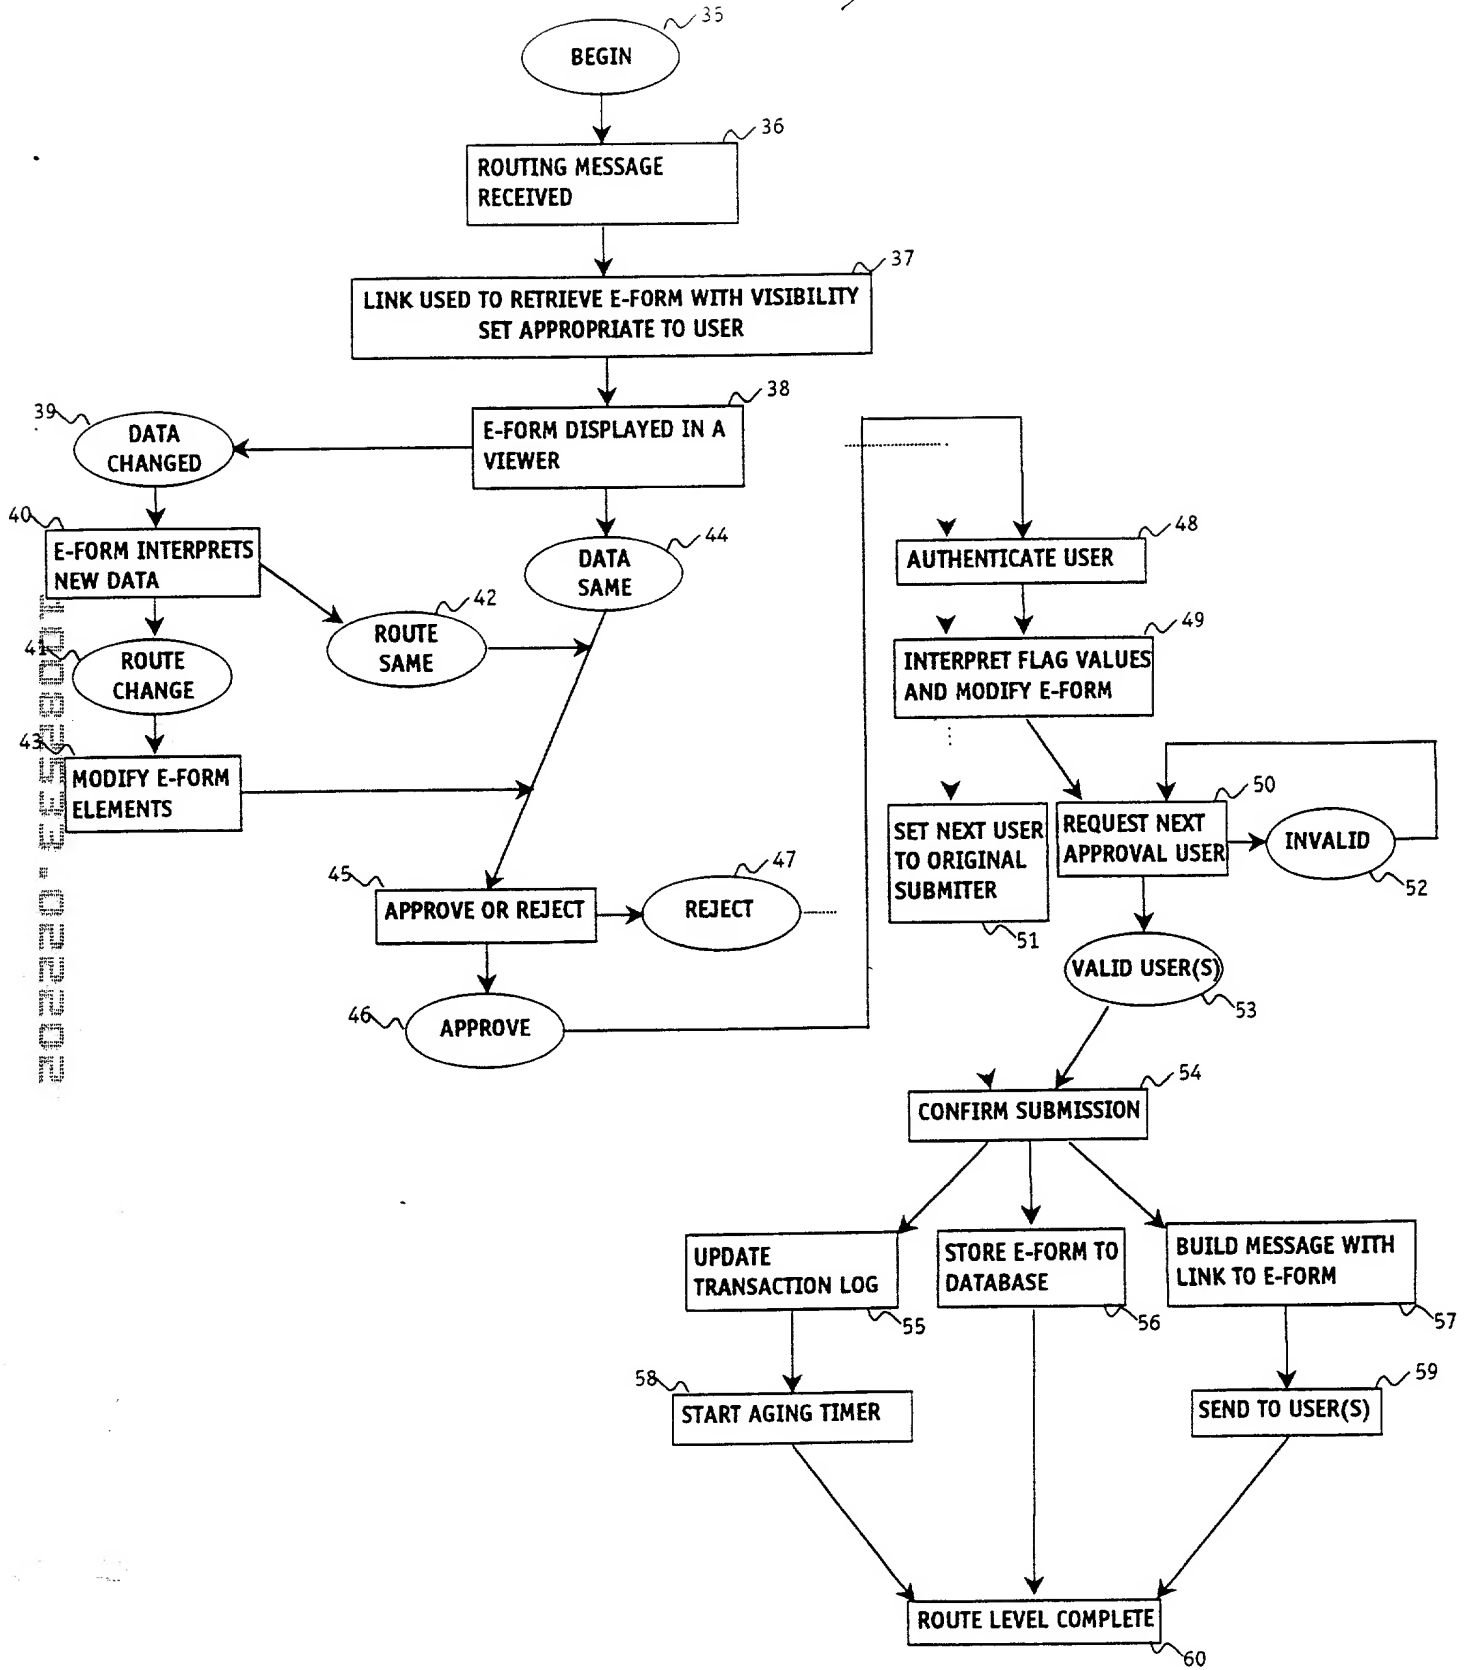 35
BEGIN
36
ROUTING MESSAGE
RECEIVED
37
LINK USED TO RETRIEVE E-FORM WITH VISIBILITY
SET APPROPRIATE TO USER
38
E-FORM DISPLAYED IN A
VIEWER
39
DATA
CHANGED
40
E-FORM INTERPRETS
NEW DATA
41
ROUTE
CHANGE
42
ROUTE
SAME
43
MODIFY E-FORM
ELEMENTS
44
DATA
SAME
45
APPROVE OR REJECT
46
APPROVE
47
REJECT
48
AUTHENTICATE USER
49
INTERPRET FLAG VALUES
AND MODIFY E-FORM
50
REQUEST NEXT
APPROVAL USER
SET NEXT USER
TO ORIGINAL
SUBMITER
51
INVALID
52
VALID USER(S)
53
54
CONFIRM SUBMISSION
UPDATE
TRANSACTION LOG
55
STORE E-FORM TO
DATABASE
56
BUILD MESSAGE WITH
LINK TO E-FORM
57
58
START AGING TIMER
59
SEND TO USER(S)
ROUTE LEVEL COMPLETE
60
10082533.022202